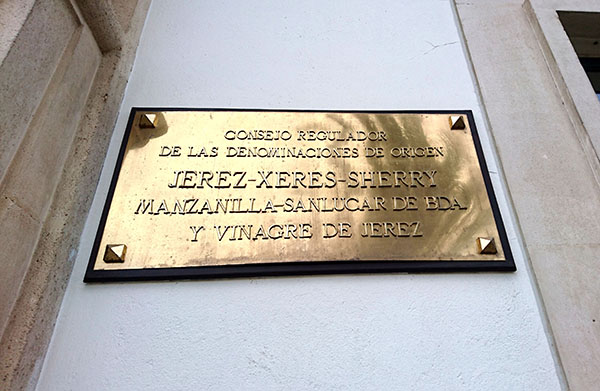 CONSEJO REGULADOR
DE LAS DENOMINACIONES DE ORIGEN
JEREZ-XERES-SHERRY
MANZANILLA-SANLUCAR DE BDA.
Y VINAGRE DE JEREZ